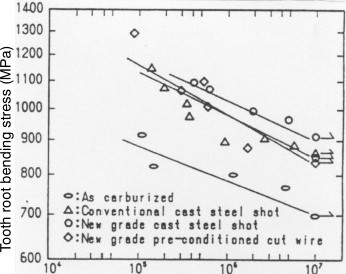 Tooth root bending stress (MPa)
1400
1300
1200
1100
1000
900
800
700
600
:As carburized
:Conventional cast steel shot
:New grade cast steel shot
:New grade pre-conditioned cut wire
10⁴
10⁵
10⁶
10⁷